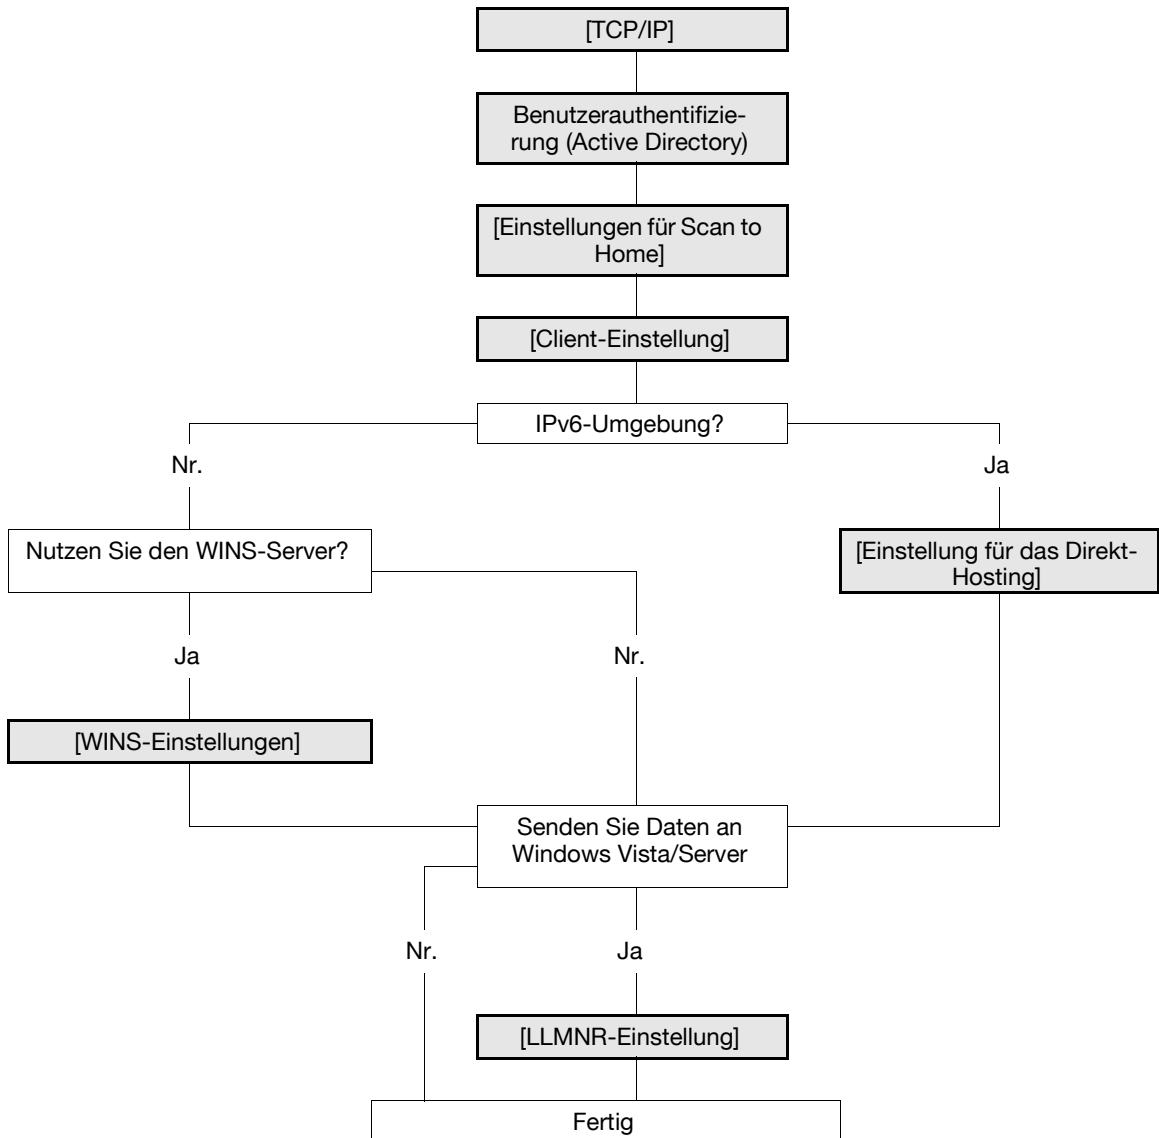 [TCP/IP]
Benutzerauthentifizie-
rung (Active Directory)
[Einstellungen für Scan to
Home]
[Client-Einstellung]
IPv6-Umgebung?
Nr.
Ja
Nutzen Sie den WINS-Server?
[Einstellung für das Direkt-
Hosting]
Ja
Nr.
[WINS-Einstellungen]
Senden Sie Daten an
Windows Vista/Server
Nr.
Ja
[LLMNR-Einstellung]
Fertig